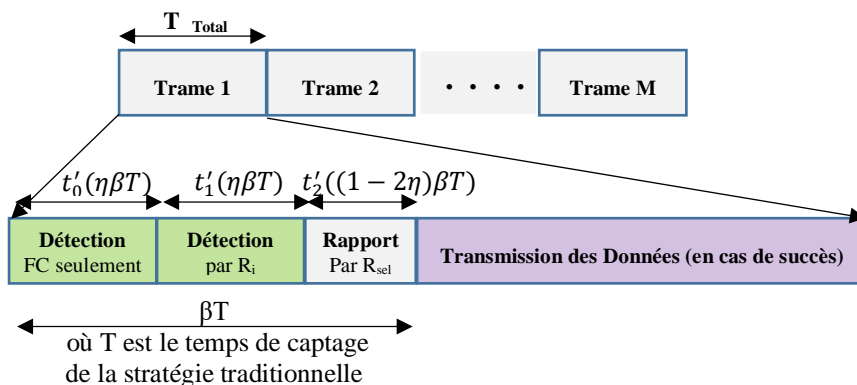 T Total
Trame 1 Trame 2 . . . . Trame M
t′₀(ηβT) t′₁(ηβT) t′₂((1 − 2η)βT)
Détection
FC seulement
Détection
par Rᵢ
Rapport
Par Rsel
Transmission des Données (en cas de succès)
βT
où T est le temps de captage
de la stratégie traditionnelle